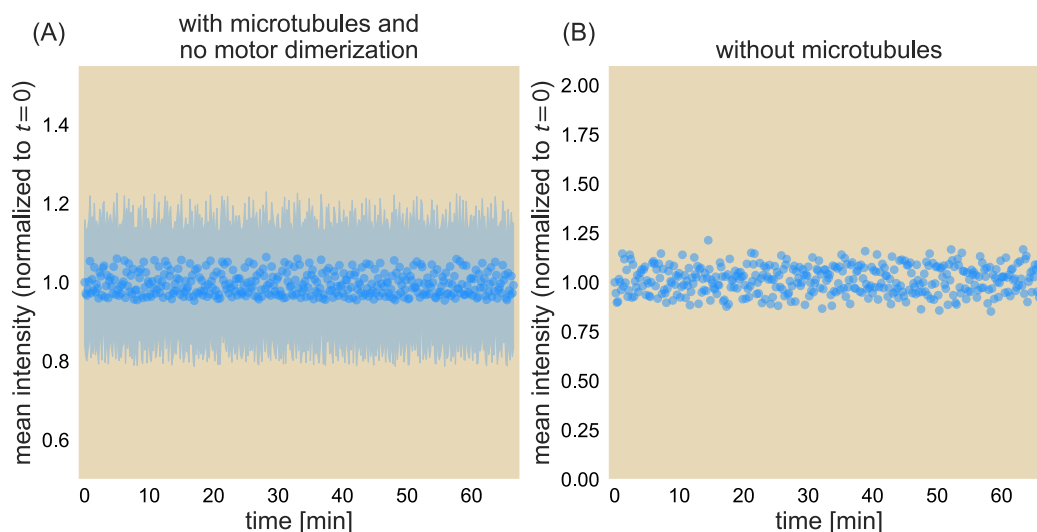 (A)
with microtubules and
no motor dimerization
mean intensity (normalized to t=0)
1.4
1.2
1.0
0.8
0.6
0 10 20 30 40 50 60
time [min]
(B)
without microtubules
mean intensity (normalized to t=0)
2.00
1.75
1.50
1.25
1.00
0.75
0.50
0.25
0.00
0 10 20 30 40 50 60
time [min]